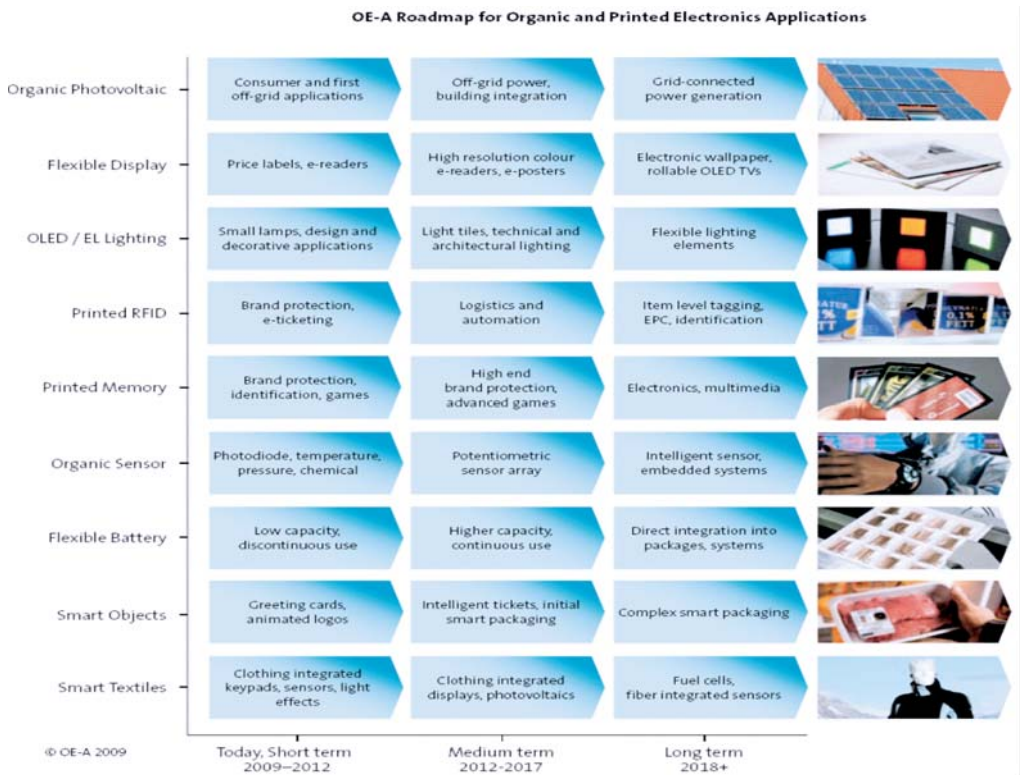 OE-A Roadmap for Organic and Printed Electronics Applications
Organic Photovoltaic
Consumer and first
off-grid applications
Off-grid power,
building integration
Grid-connected
power generation
Flexible Display
Price labels, e-readers
High resolution colour
e-readers, e-posters
Electronic wallpaper,
rollable OLED TVs
OLED / EL Lighting
Small lamps, design and
decorative applications
Light tiles, technical and
architectural lighting
Flexible lighting
elements
Printed RFID
Brand protection,
e-ticketing
Logistics and
automation
Item level tagging,
EPC, identification
0,1%
FETT
0.1%
FETT
Printed Memory
Brand protection,
identification, games
High end
brand protection,
advanced games
Electronics, multimedia
Organic Sensor
Photodiode, temperature,
pressure, chemical
Potentiometric
sensor array
Intelligent sensor,
embedded systems
Flexible Battery
Low capacity,
discontinuous use
Higher capacity,
continuous use
Direct integration into
packages, systems
Smart Objects
Greeting cards,
animated logos
Intelligent tickets, initial
smart packaging
Complex smart packaging
Smart Textiles
Clothing integrated
keypads, sensors, light
effects
Clothing integrated
displays, photovoltaics
Fuel cells,
fiber integrated sensors
© OE-A 2009
Today, Short term
2009–2012
Medium term
2012-2017
Long term
2018+